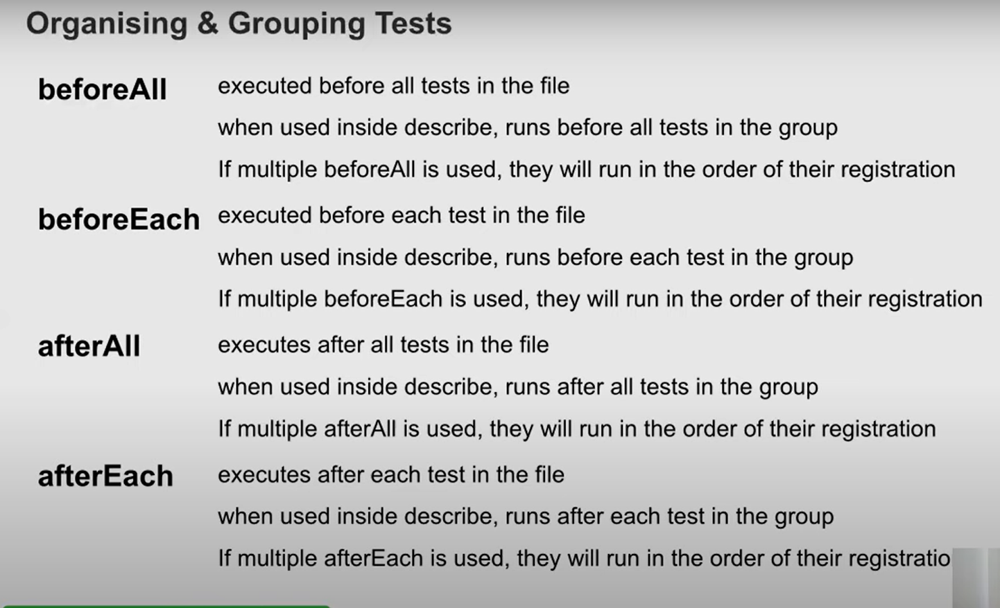 Organising & Grouping Tests
beforeAll executed before all tests in the file
when used inside describe, runs before all tests in the group
If multiple beforeAll is used, they will run in the order of their registration
beforeEach executed before each test in the file
when used inside describe, runs before each test in the group
If multiple beforeEach is used, they will run in the order of their registration
afterAll executes after all tests in the file
when used inside describe, runs after all tests in the group
If multiple afterAll is used, they will run in the order of their registration
afterEach executes after each test in the file
when used inside describe, runs after each test in the group
If multiple afterEach is used, they will run in the order of their registratio